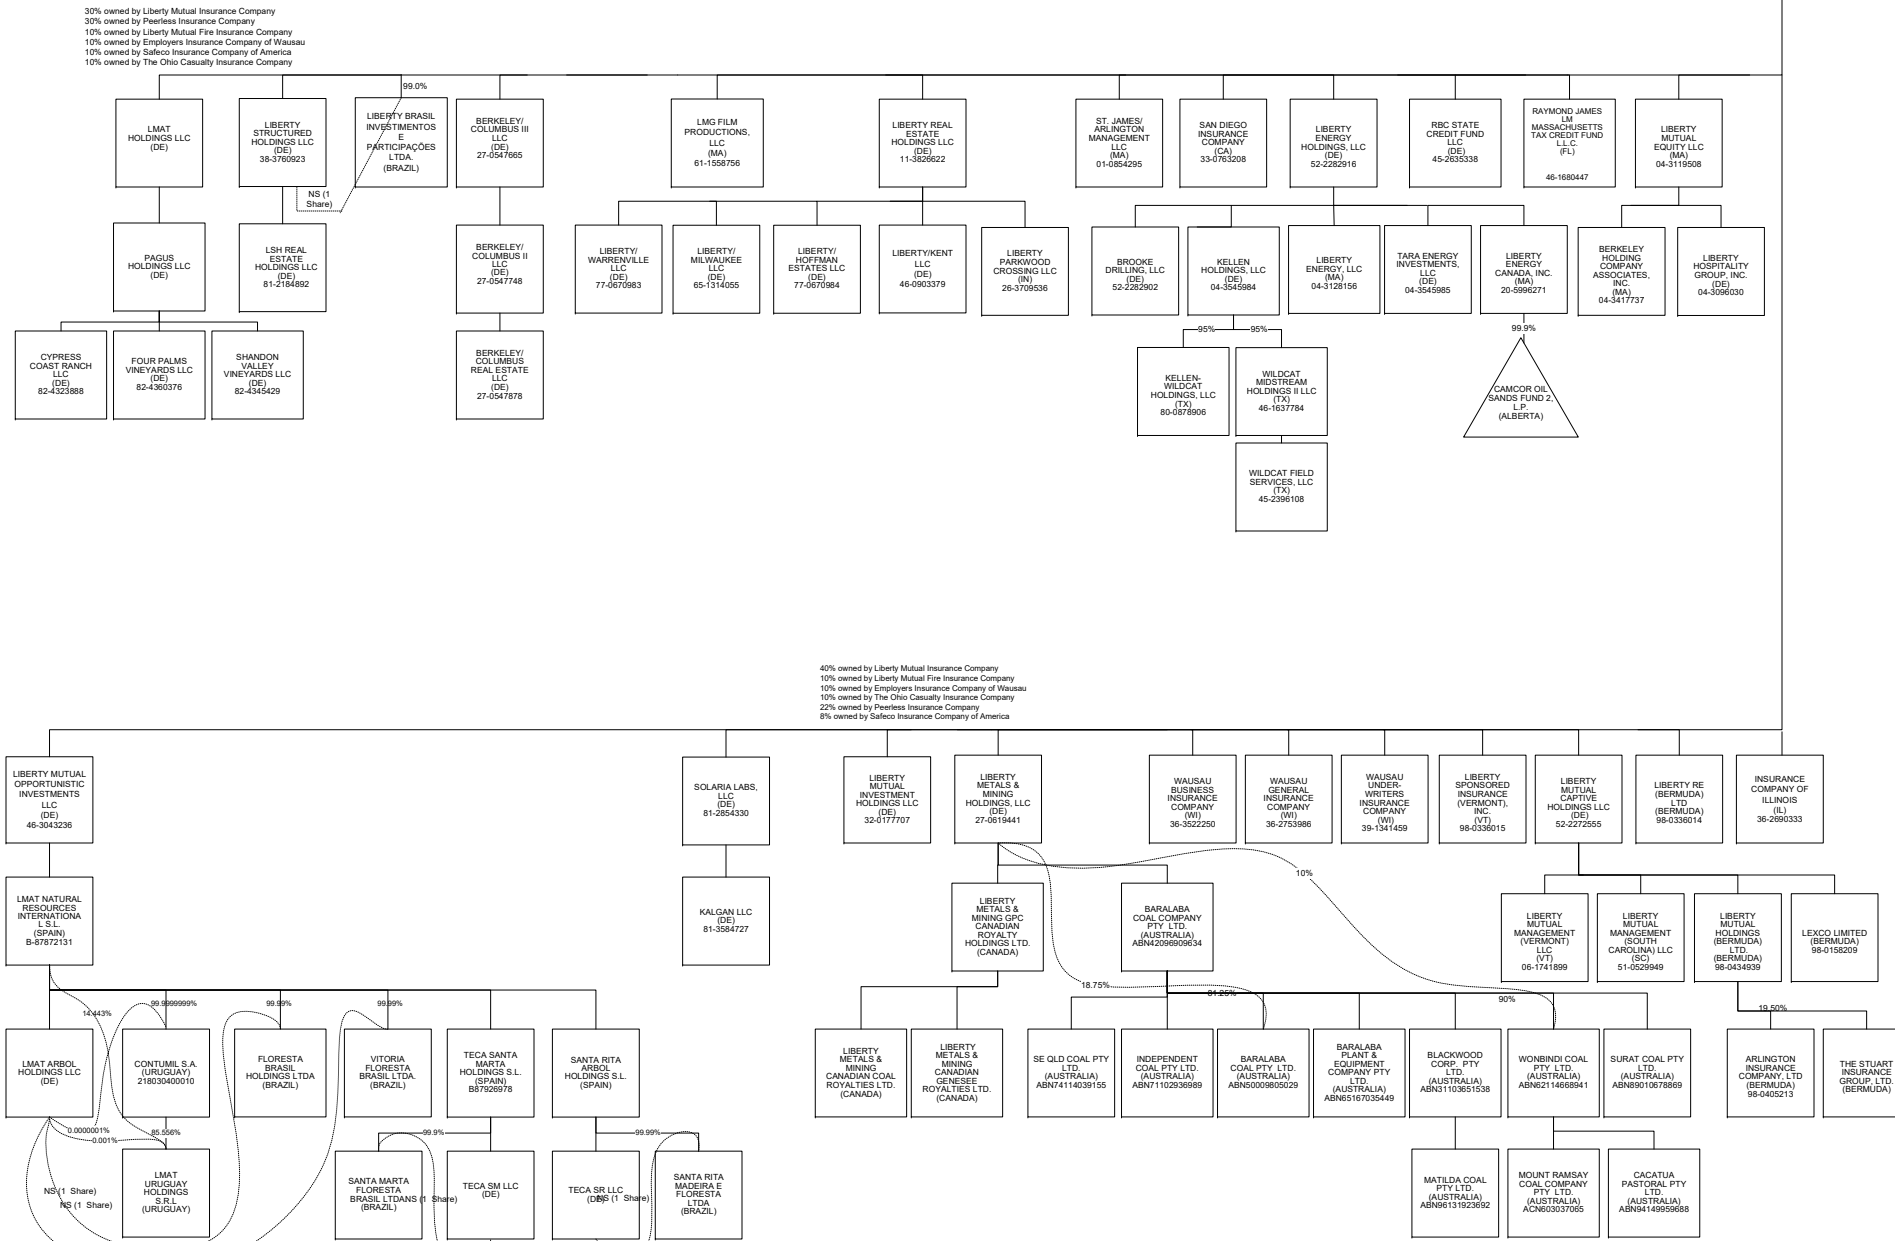 30% owned by Liberty Mutual Insurance Company
30% owned by Peerless Insurance Company
10% owned by Liberty Mutual Fire Insurance Company
10% owned by Employers Insurance Company of Wausau
10% owned by Safeco Insurance Company of America
10% owned by The Ohio Casualty Insurance Company
99.0%
LMAT
HOLDINGS LLC
(DE)
LIBERTY
STRUCTURED
HOLDINGS LLC
(DE)
38-3760923
LIBERTY BRASIL
INVESTIMENTOS
E
PARTICIPAÇÕES
LTDA.
(BRAZIL)
BERKELEY/
COLUMBUS III
LLC
(DE)
27-0547665
LMG FILM
PRODUCTIONS,
LLC
(MA)
61-1558756
LIBERTY REAL
ESTATE
HOLDINGS LLC
(DE)
11-3826622
ST. JAMES/
ARLINGTON
MANAGEMENT
LLC
(MA)
01-0854295
SAN DIEGO
INSURANCE
COMPANY
(CA)
33-0763208
LIBERTY
ENERGY
HOLDINGS, LLC
(DE)
52-2282916
RBC STATE
CREDIT FUND
LLC
(DE)
45-2635338
RAYMOND JAMES
LM
MASSACHUSETTS
TAX CREDIT FUND
L.L.C.
(FL)
46-1680447
LIBERTY
MUTUAL
EQUITY LLC
(MA)
04-3119508
NS (1
Share)
PAGUS
HOLDINGS LLC
(DE)
LSH REAL
ESTATE
HOLDINGS LLC
(DE)
81-2184892
BERKELEY/
COLUMBUS II
LLC
(DE)
27-0547748
LIBERTY/
WARRENVILLE
LLC
(DE)
77-0670983
LIBERTY/
MILWAUKEE
LLC
(DE)
65-1314055
LIBERTY/
HOFFMAN
ESTATES LLC
(DE)
77-0670984
LIBERTY/KENT
LLC
(DE)
46-0903379
LIBERTY
PARKWOOD
CROSSING LLC
(IN)
26-3709536
BROOKE
DRILLING, LLC
(DE)
52-2282902
KELLEN
HOLDINGS, LLC
(DE)
04-3545984
LIBERTY
ENERGY, LLC
(MA)
04-3128156
TARA ENERGY
INVESTMENTS,
LLC
(DE)
04-3545985
LIBERTY
ENERGY
CANADA, INC.
(MA)
20-5996271
BERKELEY
HOLDING
COMPANY
ASSOCIATES,
INC.
(MA)
04-3417737
LIBERTY
HOSPITALITY
GROUP, INC.
(DE)
04-3096030
95%
95%
99.9%
CYPRESS
COAST RANCH
LLC
(DE)
82-4323888
FOUR PALMS
VINEYARDS LLC
(DE)
82-4360376
SHANDON
VALLEY
VINEYARDS LLC
(DE)
82-4345429
BERKELEY/
COLUMBUS
REAL ESTATE
LLC
(DE)
27-0547878
KELLEN-
WILDCAT
HOLDINGS, LLC
(TX)
80-0878906
WILDCAT
MIDSTREAM
HOLDINGS II LLC
(TX)
46-1637784
CAMCOR OIL
SANDS FUND 2,
L.P.
(ALBERTA)
WILDCAT FIELD
SERVICES, LLC
(TX)
45-2396108
40% owned by Liberty Mutual Insurance Company
10% owned by Liberty Mutual Fire Insurance Company
10% owned by Employers Insurance Company of Wausau
10% owned by The Ohio Casualty Insurance Company
22% owned by Peerless Insurance Company
8% owned by Safeco Insurance Company of America
LIBERTY MUTUAL
OPPORTUNISTIC
INVESTMENTS
LLC
(DE)
46-3043236
SOLARIA LABS,
LLC
(DE)
81-2854330
LIBERTY
MUTUAL
INVESTMENT
HOLDINGS LLC
(DE)
32-0177707
LIBERTY
METALS &
MINING
HOLDINGS, LLC
(DE)
27-0619441
WAUSAU
BUSINESS
INSURANCE
COMPANY
(WI)
36-3522250
WAUSAU
GENERAL
INSURANCE
COMPANY
(WI)
36-2753986
WAUSAU
UNDER-
WRITERS
INSURANCE
COMPANY
(WI)
39-1341459
LIBERTY
SPONSORED
INSURANCE
(VERMONT),
INC.
(VT)
98-0336015
LIBERTY
MUTUAL
CAPTIVE
HOLDINGS LLC
(DE)
52-2272555
LIBERTY RE
(BERMUDA)
LTD
(BERMUDA)
98-0336014
INSURANCE
COMPANY OF
ILLINOIS
(IL)
36-2690333
10%
LMAT NATURAL
RESOURCES
INTERNATIONA
L S.L.
(SPAIN)
B-87872131
KALGAN LLC
(DE)
81-3584727
LIBERTY
METALS &
MINING GPC
CANADIAN
ROYALTY
HOLDINGS LTD.
(CANADA)
BARALABA
COAL COMPANY
PTY LTD.
(AUSTRALIA)
ABN42096909634
LIBERTY
MUTUAL
MANAGEMENT
(VERMONT)
LLC
(VT)
06-1741899
LIBERTY
MUTUAL
MANAGEMENT
(SOUTH
CAROLINA) LLC
(SC)
51-0529949
LIBERTY
MUTUAL
HOLDINGS
(BERMUDA)
LTD.
(BERMUDA)
98-0434939
LEXCO LIMITED
(BERMUDA)
98-0158209
14.443%
99.9999999%
99.99%
99.99%
18.75%
81.25%
90%
19.50%
LMAT ARBOL
HOLDINGS LLC
(DE)
CONTUMIL S.A.
(URUGUAY)
218030400010
FLORESTA
BRASIL
HOLDINGS LTDA
(BRAZIL)
VITORIA
FLORESTA
BRASIL LTDA.
(BRAZIL)
TECA SANTA
MARTA
HOLDINGS S.L.
(SPAIN)
B87926978
SANTA RITA
ARBOL
HOLDINGS S.L.
(SPAIN)
LIBERTY
METALS &
MINING
CANADIAN COAL
ROYALTIES LTD.
(CANADA)
LIBERTY
METALS &
MINING
CANADIAN
GENESEE
ROYALTIES LTD.
(CANADA)
SE QLD COAL PTY
LTD.
(AUSTRALIA)
ABN74114039155
INDEPENDENT
COAL PTY LTD.
(AUSTRALIA)
ABN71102936989
BARALABA
COAL PTY LTD.
(AUSTRALIA)
ABN50009805029
BARALABA
PLANT &
EQUIPMENT
COMPANY PTY
LTD.
(AUSTRALIA)
ABN65167035449
BLACKWOOD
CORP. PTY
LTD.
(AUSTRALIA)
ABN31103651538
WONBINDI COAL
PTY LTD.
(AUSTRALIA)
ABN62114668941
SURAT COAL PTY
LTD.
(AUSTRALIA)
ABN89010678869
ARLINGTON
INSURANCE
COMPANY, LTD
(BERMUDA)
98-0405213
THE STUART
INSURANCE
GROUP, LTD.
(BERMUDA)
0.0000001%
0.001%
85.556%
99.9%
99.99%
NS (1 Share)
NS (1 Share)
LMAT
URUGUAY
HOLDINGS
S.R.L
(URUGUAY)
SANTA MARTA
FLORESTA
BRASIL LTDA
(BRAZIL)
NS (1 Share)
TECA SM LLC
(DE)
TECA SR LLC
(DE)
NS (1 Share)
SANTA RITA
MADEIRA E
FLORESTA
LTDA
(BRAZIL)
MATILDA COAL
PTY LTD.
(AUSTRALIA)
ABN96131923692
MOUNT RAMSAY
COAL COMPANY
PTY LTD.
(AUSTRALIA)
ACN603037065
CACATUA
PASTORAL PTY
LTD.
(AUSTRALIA)
ABN94149959688